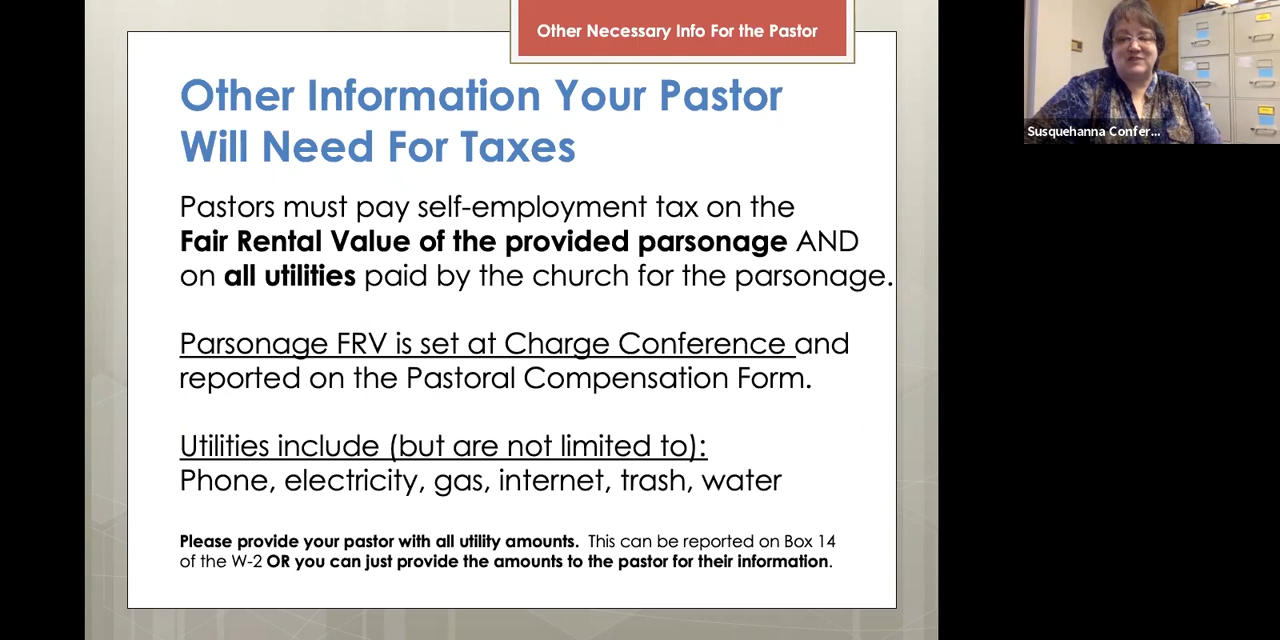 Other Necessary Info For the Pastor
Other Information Your Pastor
Will Need For Taxes
Pastors must pay self-employment tax on the
Fair Rental Value of the provided parsonage AND
on all utilities paid by the church for the parsonage.
Parsonage FRV is set at Charge Conference and
reported on the Pastoral Compensation Form.
Utilities include (but are not limited to):
Phone, electricity, gas, internet, trash, water
Please provide your pastor with all utility amounts. This can be reported on Box 14
of the W-2 OR you can just provide the amounts to the pastor for their information.
Susquehanna Confer...